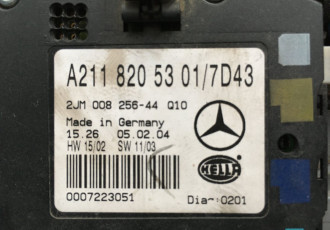 A211 820 53 01/7D43
2JM 008 256-44 Q10
Made in Germany
15.26 05.02.04
HW 15/02 SW 11/03
HELLA
0007223051
Dia- 0201